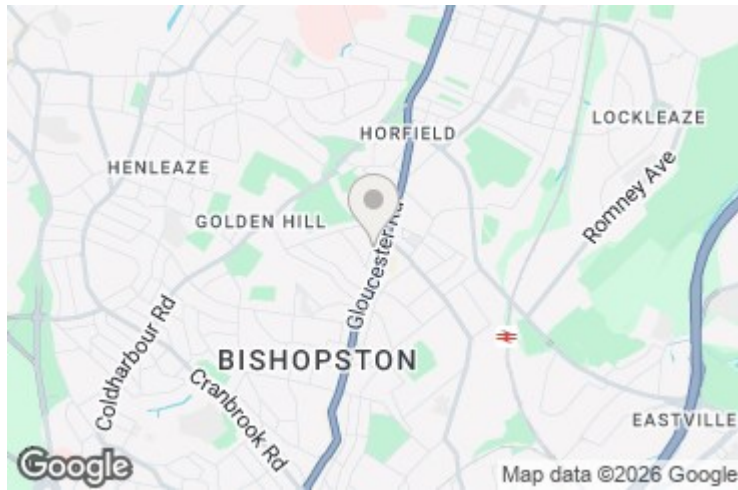 HORFIELD
LOCKLEAZE
HENLEAZE
Romney Ave
GOLDEN HILL
Gloucester Rd
Coldharbour Rd
BISHOPSTON
Cranbrook Rd
EASTVILLE
Google
Map data ©2026 Google